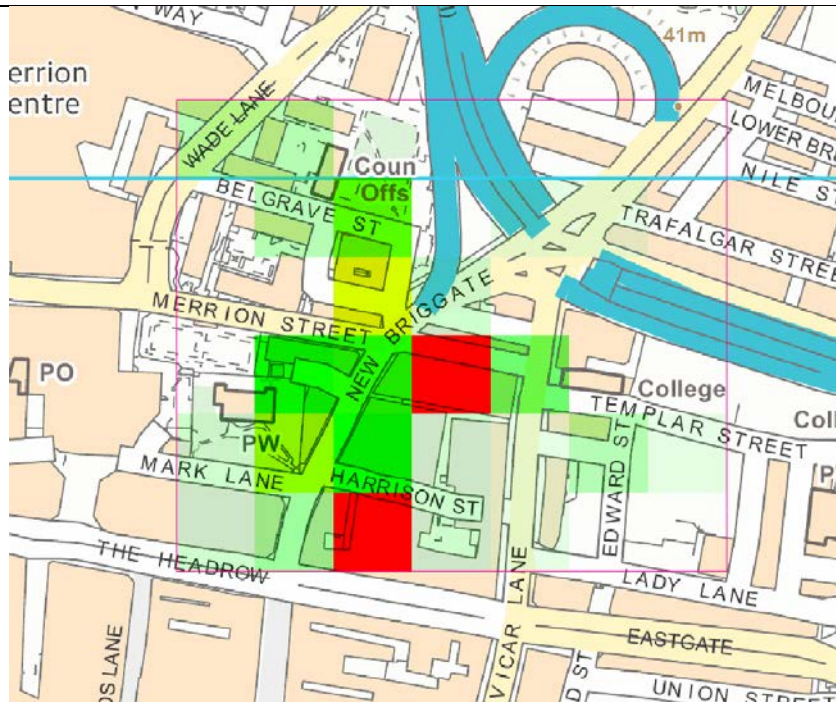 WAY
41m
errion
entre
WADE LANE
MELBOU
LOWER BR
NILE S
Coun
Offs
BELGRAVE ST
TRAFALGAR STREE
MERRION STREET
NEW BRIGGATE
PO
College
TEMPLAR STREET
Coll
PW
MARK LANE
HARRISON ST
EDWARD ST
P
THE HEADROW
LADY LANE
VICAR LANE
EASTGATE
DS LANE
D ST
UNION STREET